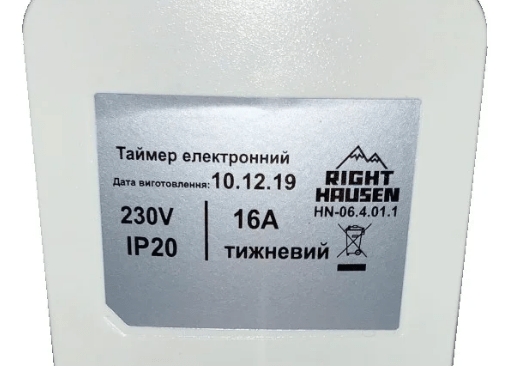 Таймер електронний
Дата виготовлення: 10.12.19
230V
16A
IP20
тижневий
RIGHT
HAUSEN
HN-06.4.01.1